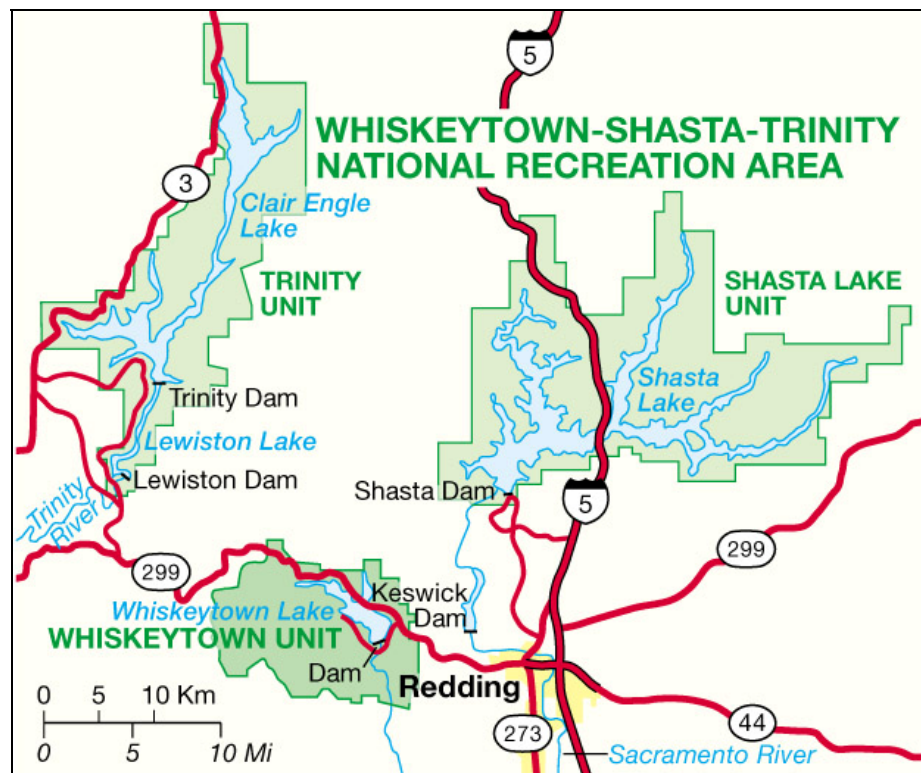 5
WHISKEYTOWN-SHASTA-TRINITY
NATIONAL RECREATION AREA
3
Clair Engle
Lake
TRINITY
UNIT
SHASTA LAKE
UNIT
Shasta
Lake
Trinity Dam
Lewiston Lake
Lewiston Dam
Shasta Dam
5
Trinity
River
299
299
Keswick
Dam
Whiskeytown Lake
WHISKEYTOWN UNIT
Dam
Redding
0 5 10 Km
0 5 10 Mi
273
44
Sacramento River